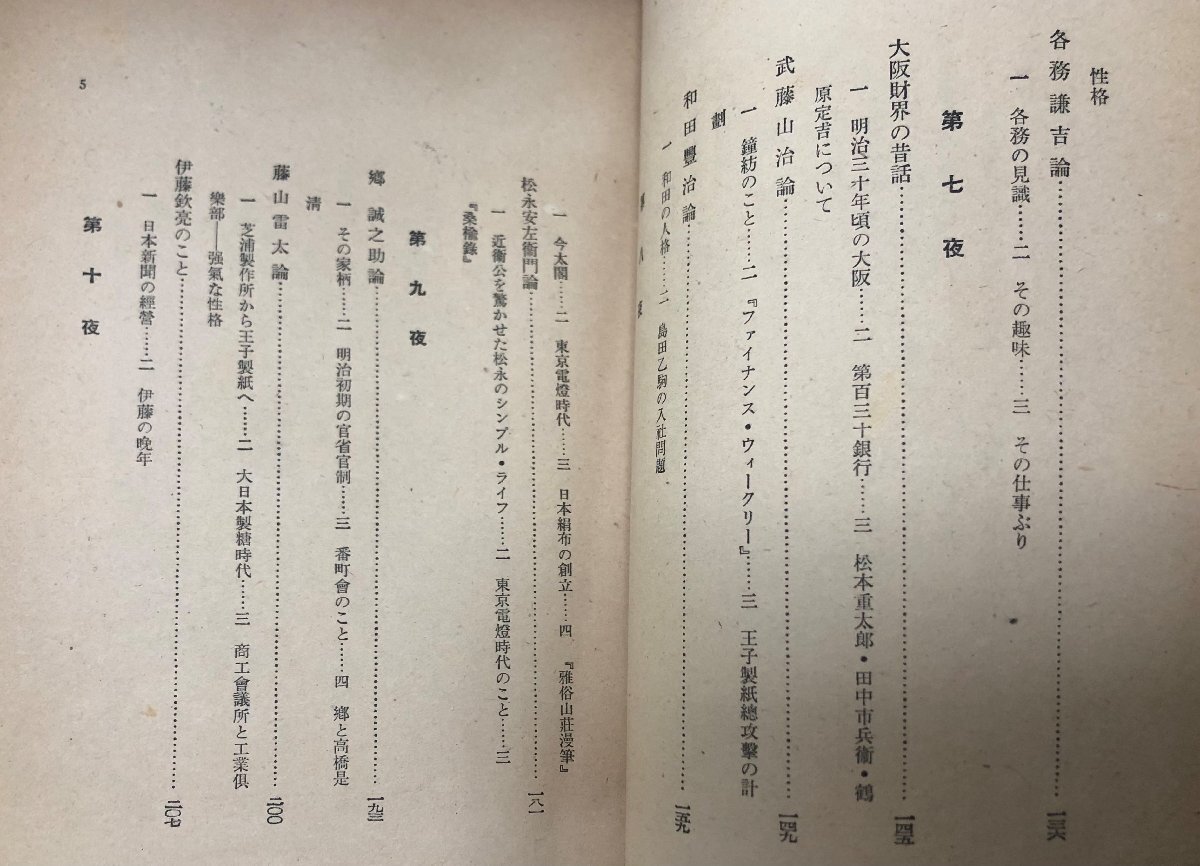 性格
各務謙吉論……………………一三六
一 各務の見識……二 その趣味……三 その仕事ぶり
第七夜
大阪財界の昔話……………………一四五
一 明治三十年頃の大阪……二 第百三十銀行……三 松本重太郎・田中市兵衞・鶴
原定吉について
武藤山治論……………………一四九
一 鐘紡のこと……二 『ファイナンス・ウィークリー』……三 王子製紙總攻擊の計
劃
和田豐治論……………………一五九
一 和田の人格……二 島田乙駒の入社問題
夜
一 今太閤……二 東京電燈時代……三 日本絹布の創立……四 『雅俗山莊漫筆』
松永安左衞門論……………………一八一
一 近衞公を驚かせた松永のシンプル・ライフ……二 東京電燈時代のこと……三
『桑楡錄』
第九夜
鄕誠之助論……………………一九三
一 その家柄……二 明治初期の官省官制……三 番町會のこと……四 鄕と高橋是
淸
藤山雷太論……………………二〇〇
一 芝浦製作所から王子製紙へ……二 大日本製糖時代……三 商工會議所と工業俱
樂部——强氣な性格
伊藤欽亮のこと……………………二〇七
一 日本新聞の經營……二 伊藤の晚年
第十夜
5